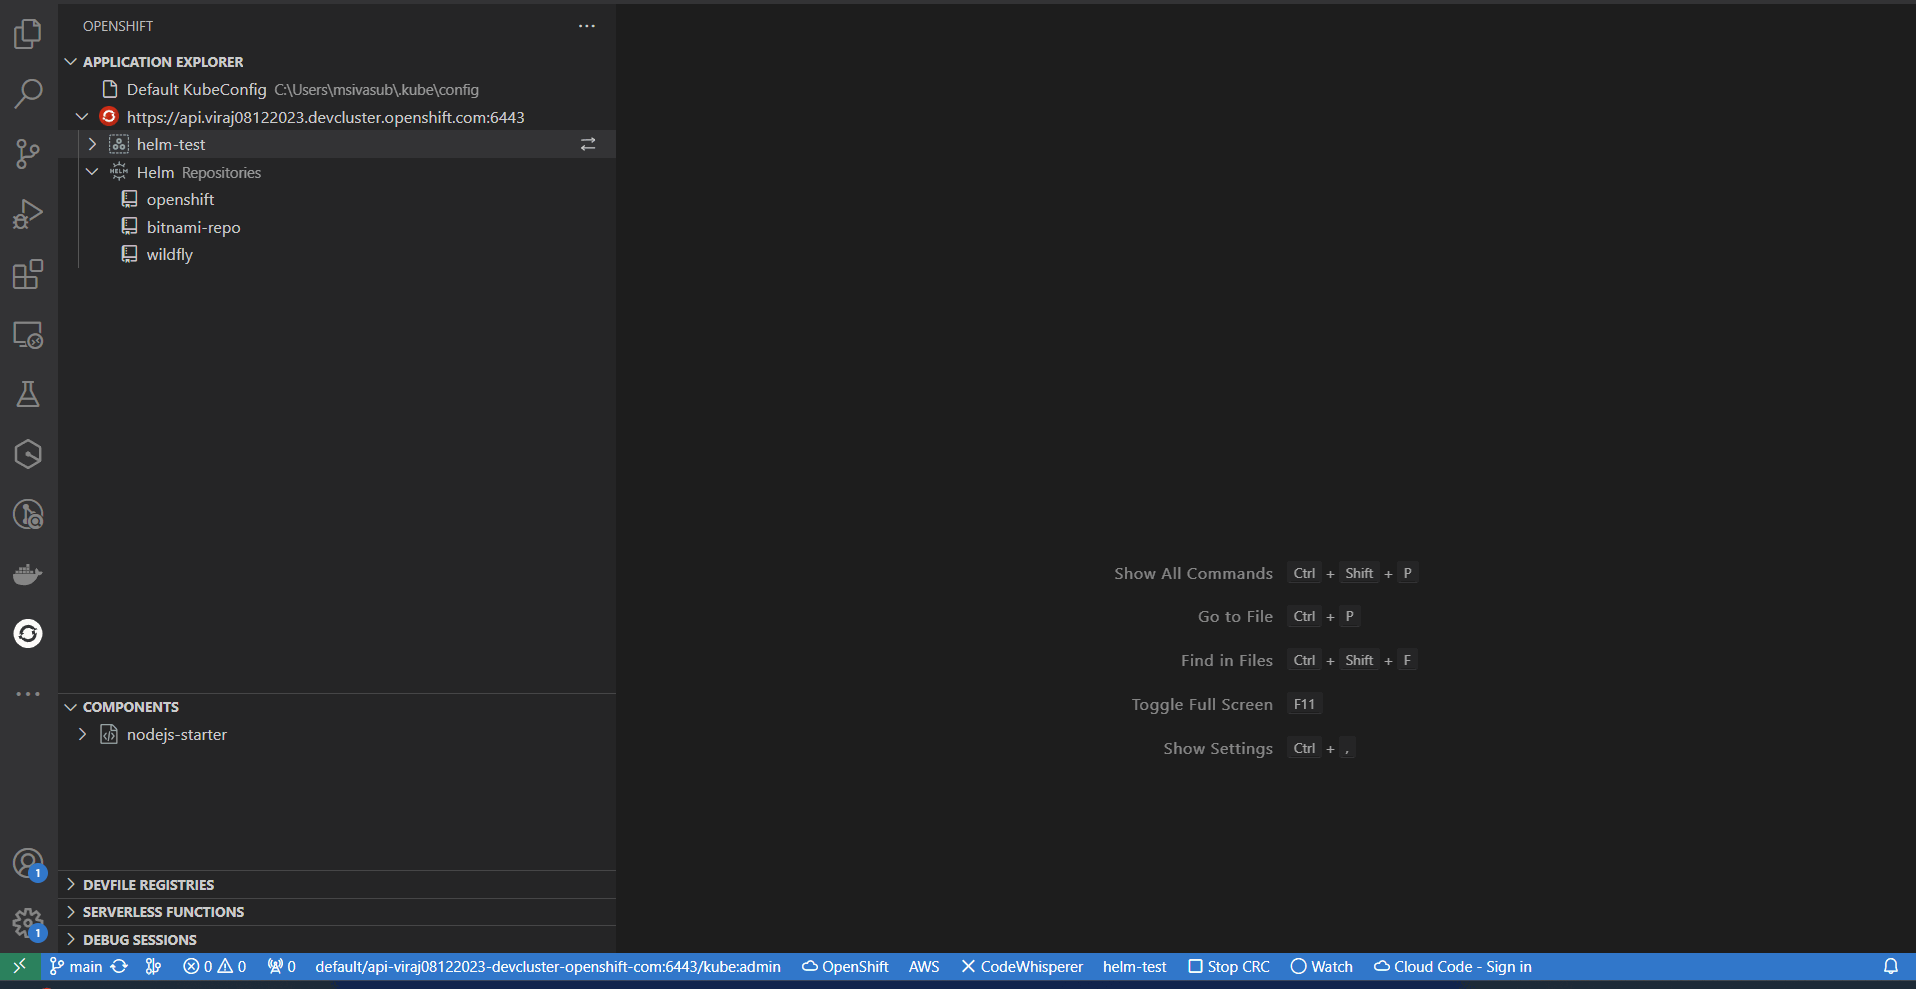 OPENSHIFT
APPLICATION EXPLORER
Default KubeConfig C:\Users\msivasub\.kube\config
https://api.viraj08122023.devcluster.openshift.com:6443
helm-test
HELM Helm Repositories
openshift
bitnami-repo
wildfly
Show All Commands Ctrl + Shift + P
Go to File Ctrl + P
Find in Files Ctrl + Shift + F
Toggle Full Screen F11
Show Settings Ctrl + ,
COMPONENTS
nodejs-starter
DEVFILE REGISTRIES
SERVERLESS FUNCTIONS
DEBUG SESSIONS
1
1
main 0 0 0 default/api-viraj08122023-devcluster-openshift-com:6443/kube:admin OpenShift AWS CodeWhisperer helm-test Stop CRC Watch Cloud Code - Sign in